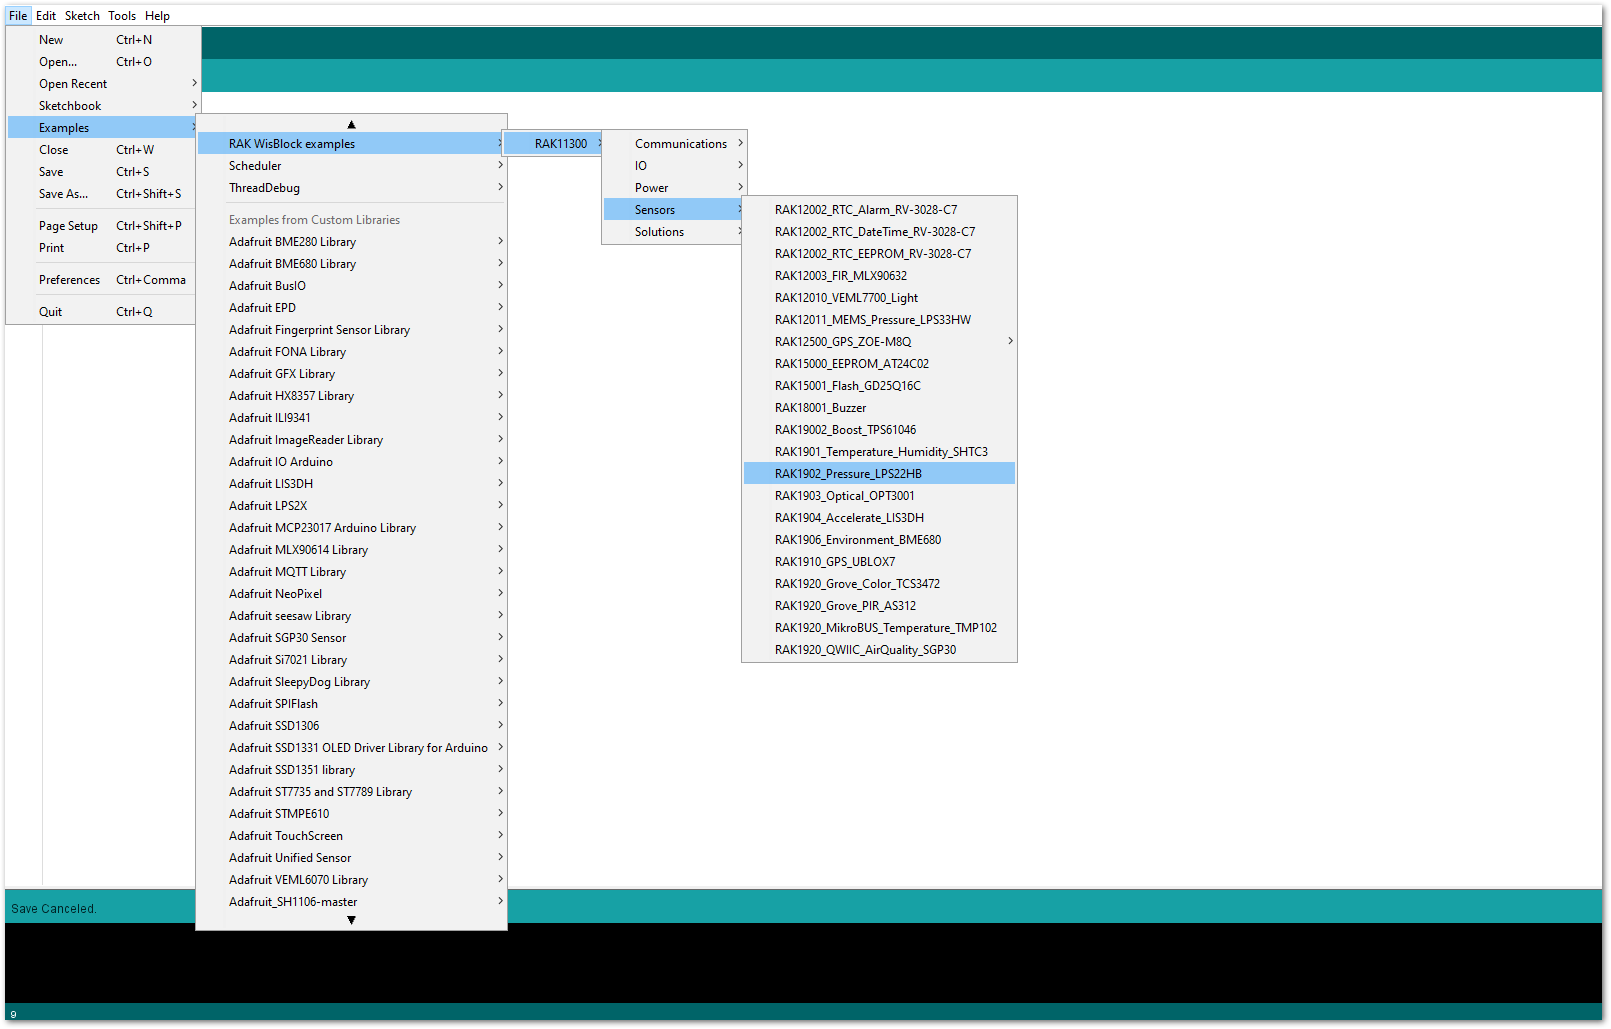 File Edit Sketch Tools Help
New Ctrl+N
Open... Ctrl+O
Open Recent
Sketchbook
Examples
Close Ctrl+W
Save Ctrl+S
Save As... Ctrl+Shift+S
Page Setup Ctrl+Shift+P
Print Ctrl+P
Preferences Ctrl+Comma
Quit Ctrl+Q
RAK WisBlock examples
Scheduler
ThreadDebug
Examples from Custom Libraries
Adafruit BME280 Library
Adafruit BME680 Library
Adafruit BusIO
Adafruit EPD
Adafruit Fingerprint Sensor Library
Adafruit FONA Library
Adafruit GFX Library
Adafruit HX8357 Library
Adafruit ILI9341
Adafruit ImageReader Library
Adafruit IO Arduino
Adafruit LIS3DH
Adafruit LPS2X
Adafruit MCP23017 Arduino Library
Adafruit MLX90614 Library
Adafruit MQTT Library
Adafruit NeoPixel
Adafruit seesaw Library
Adafruit SGP30 Sensor
Adafruit Si7021 Library
Adafruit SleepyDog Library
Adafruit SPIFlash
Adafruit SSD1306
Adafruit SSD1331 OLED Driver Library for Arduino
Adafruit SSD1351 library
Adafruit ST7735 and ST7789 Library
Adafruit STMPE610
Adafruit TouchScreen
Adafruit Unified Sensor
Adafruit VEML6070 Library
Adafruit_SH1106-master
RAK11300
Communications
IO
Power
Sensors
Solutions
RAK12002_RTC_Alarm_RV-3028-C7
RAK12002_RTC_DateTime_RV-3028-C7
RAK12002_RTC_EEPROM_RV-3028-C7
RAK12003_FIR_MLX90632
RAK12010_VEML7700_Light
RAK12011_MEMS_Pressure_LPS33HW
RAK12500_GPS_ZOE-M8Q
RAK15000_EEPROM_AT24C02
RAK15001_Flash_GD25Q16C
RAK18001_Buzzer
RAK19002_Boost_TPS61046
RAK1901_Temperature_Humidity_SHTC3
RAK1902_Pressure_LPS22HB
RAK1903_Optical_OPT3001
RAK1904_Accelerate_LIS3DH
RAK1906_Environment_BME680
RAK1910_GPS_UBLOX7
RAK1920_Grove_Color_TCS3472
RAK1920_Grove_PIR_AS312
RAK1920_MikroBUS_Temperature_TMP102
RAK1920_QWIIC_AirQuality_SGP30
Save Canceled.
9